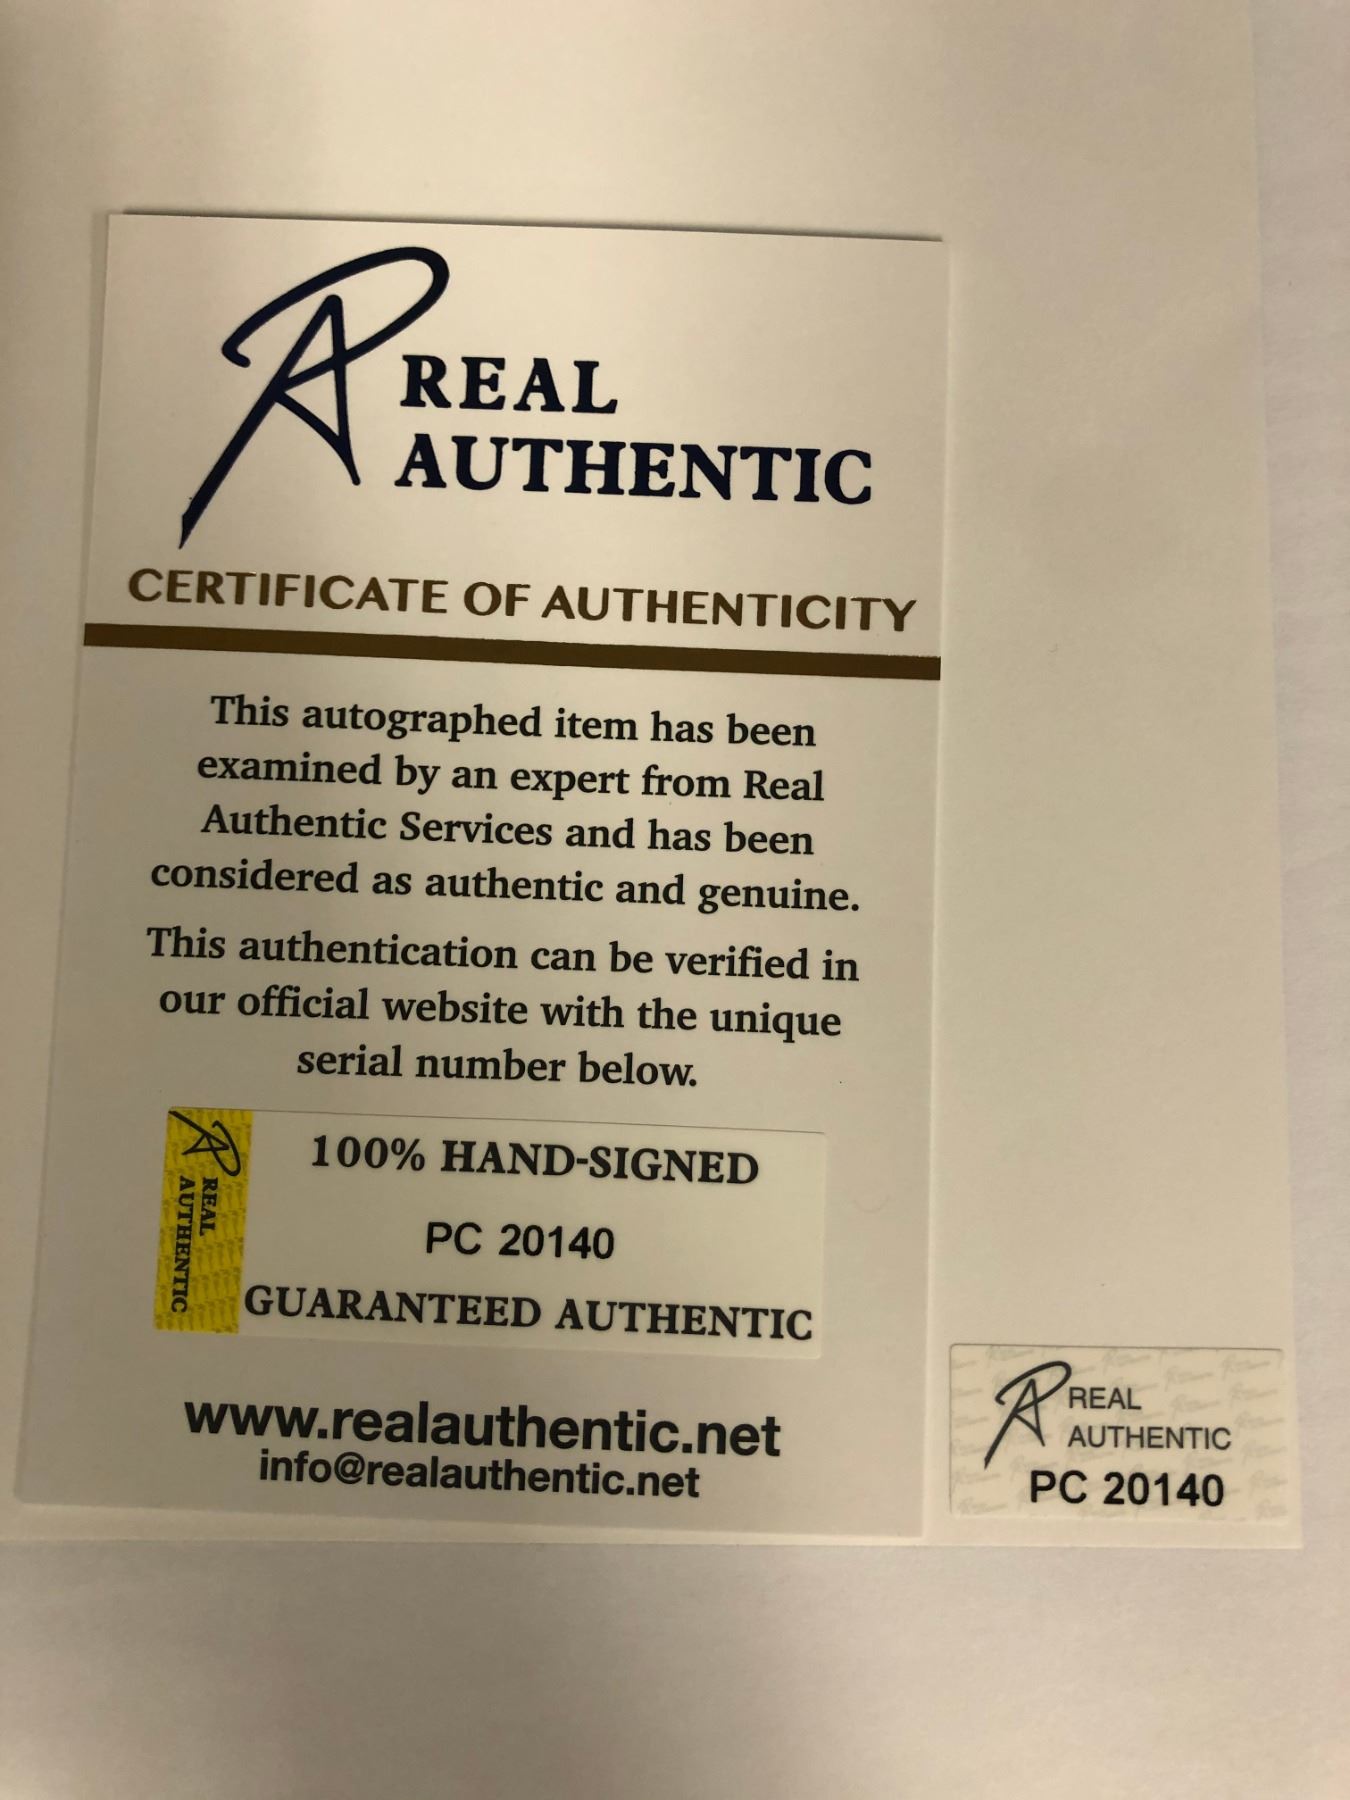 REAL
AUTHENTIC
CERTIFICATE OF AUTHENTICITY
This autographed item has been
examined by an expert from Real
Authentic Services and has been
considered as authentic and genuine.
This authentication can be verified in
our official website with the unique
serial number below.
REAL
AUTHENTIC
100% HAND-SIGNED
PC 20140
GUARANTEED AUTHENTIC
www.realauthentic.net
info@realauthentic.net
REAL
AUTHENTIC
PC 20140